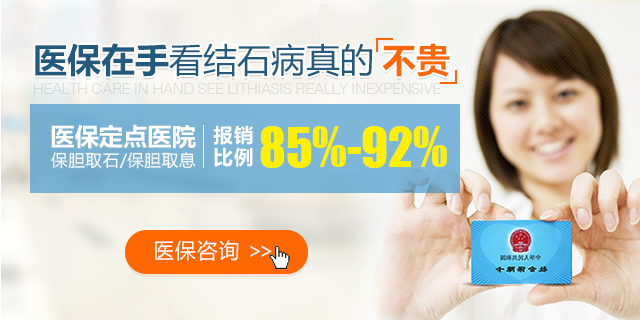 医保在手看结石病真的「不贵」
HEALTH CARE IN HAND SEE LITHIASIS REALLY INEXPENSIVE
医保定点医院
保胆取石/保胆取息
报销
比例
85%-92%
医保咨询 >>